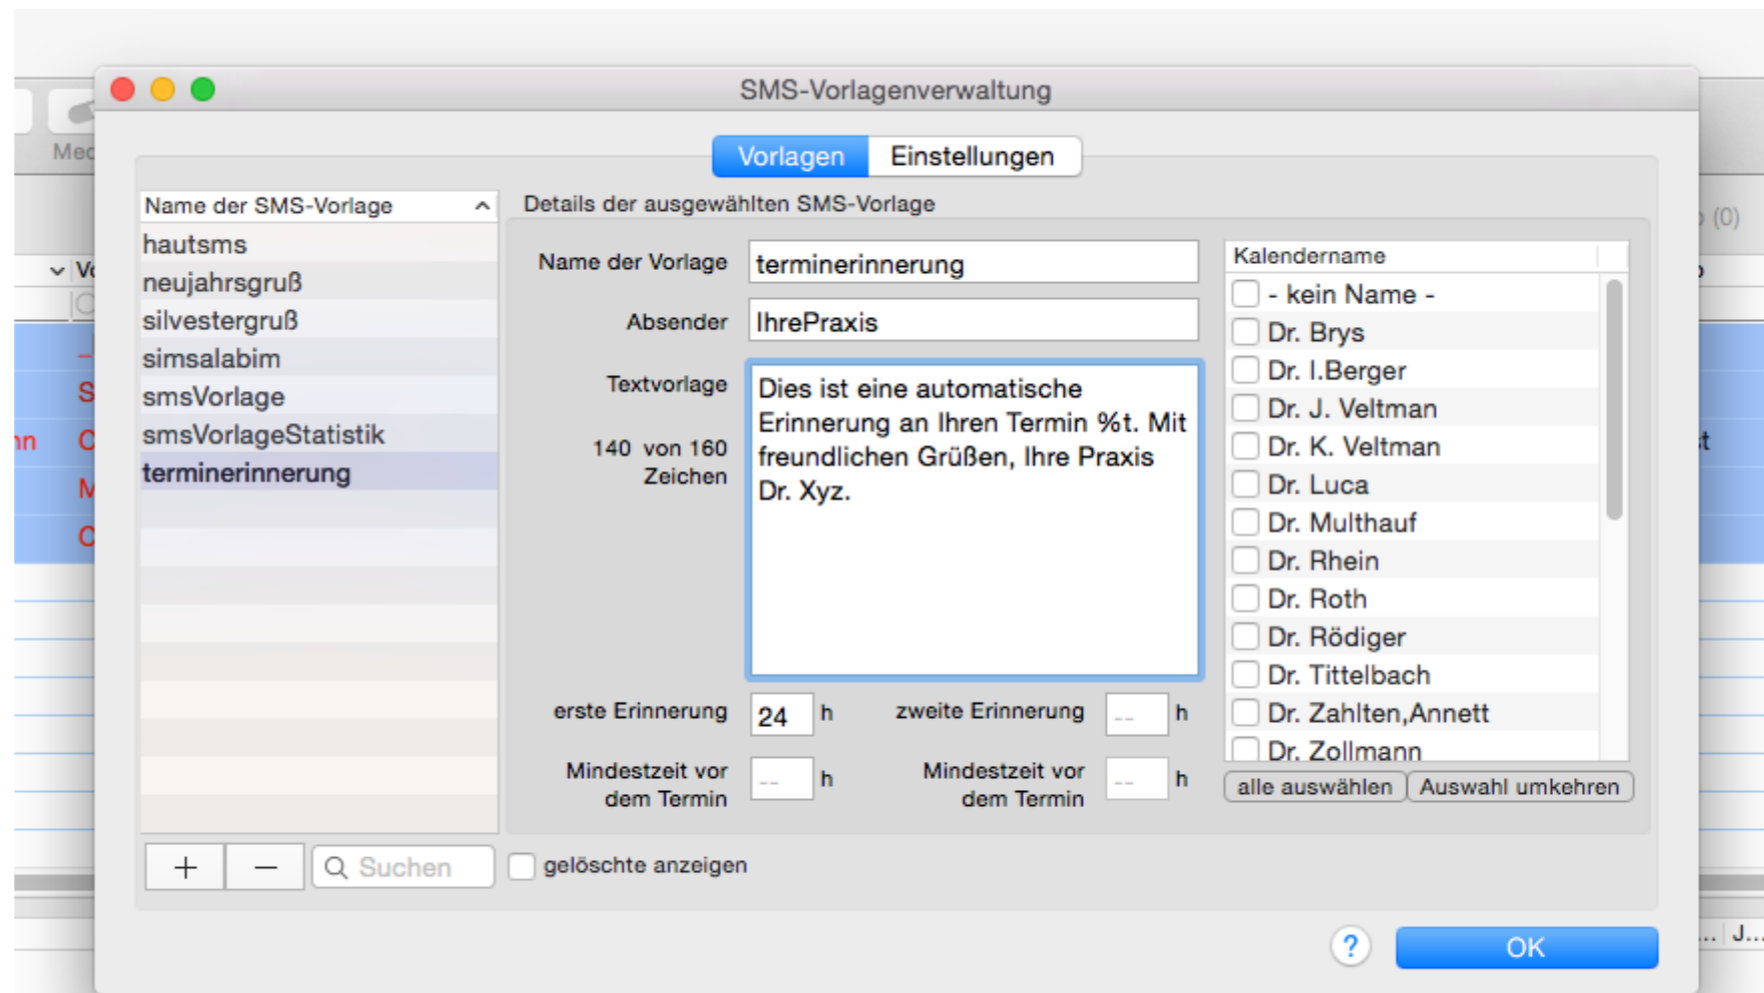 SMS-Vorlagenverwaltung
Vorlagen
Einstellungen
Name der SMS-Vorlage
hautsms
neujahrsgruß
silvestergruß
simsalabim
smsVorlage
smsVorlageStatistik
terminerinnerung
Details der ausgewählten SMS-Vorlage
Name der Vorlage
terminerinnerung
Absender
IhrePraxis
Textvorlage
140 von 160
Zeichen
Dies ist eine automatische
Erinnerung an Ihren Termin %t. Mit
freundlichen Grüßen, Ihre Praxis
Dr. Xyz.
erste Erinnerung
24 h
zweite Erinnerung
-- h
Mindestzeit vor
dem Termin
-- h
Mindestzeit vor
dem Termin
-- h
Kalendername
- kein Name -
Dr. Brys
Dr. I.Berger
Dr. J. Veltman
Dr. K. Veltman
Dr. Luca
Dr. Multhauf
Dr. Rhein
Dr. Roth
Dr. Rödiger
Dr. Tittelbach
Dr. Zahlten,Annett
Dr. Zollmann
alle auswählen
Auswahl umkehren
+ −
Suchen
gelöschte anzeigen
?
OK
(0)
J...